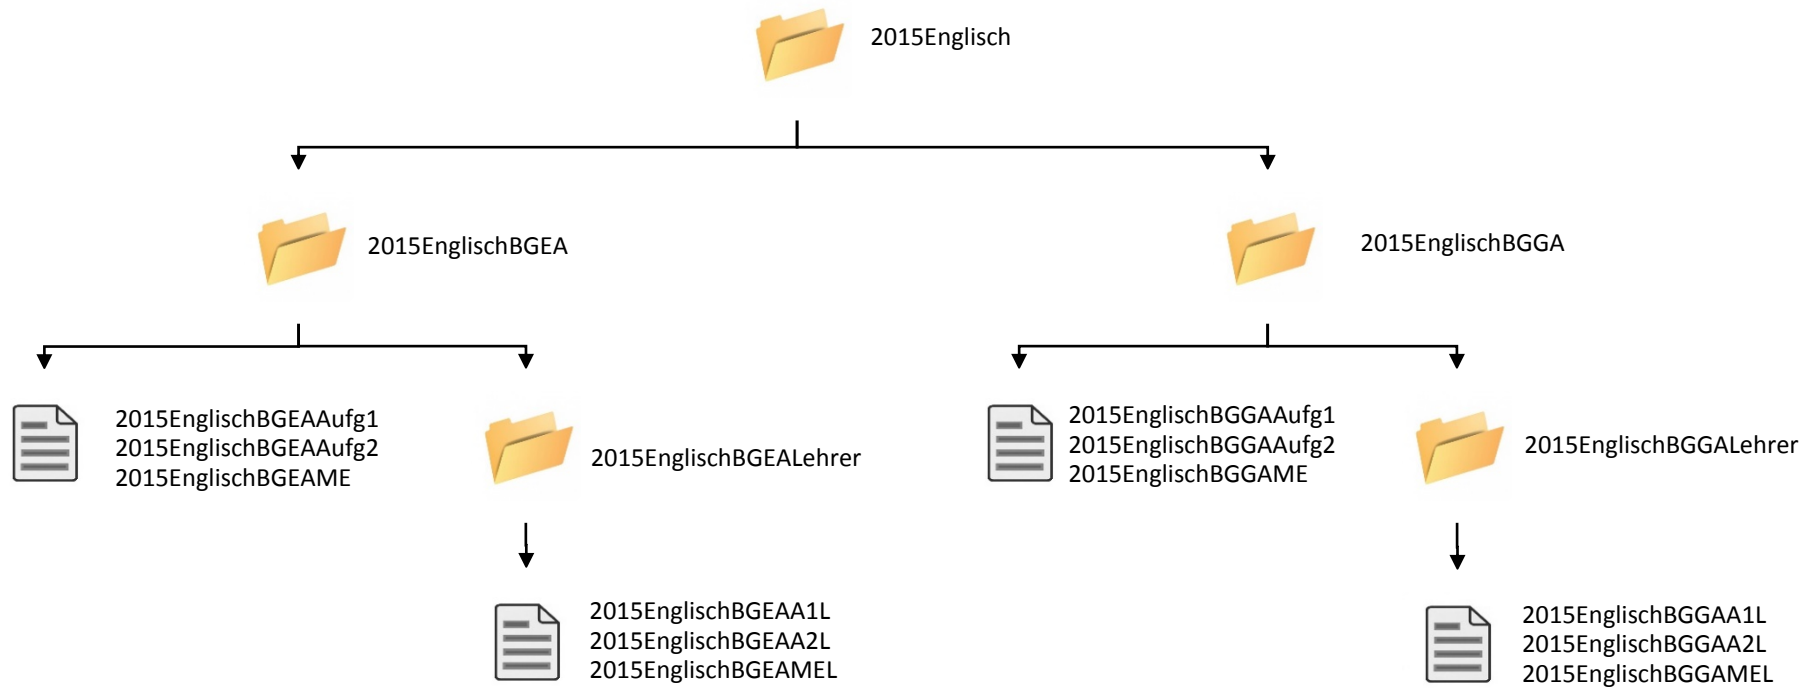 2015Englisch
2015EnglischBGEA
2015EnglischBGGA
2015EnglischBGEAAufg1
2015EnglischBGEAAufg2
2015EnglischBGEAME
2015EnglischBGEALehrer
2015EnglischBGGAAufg1
2015EnglischBGGAAufg2
2015EnglischBGGAME
2015EnglischBGGALehrer
2015EnglischBGEAA1L
2015EnglischBGEAA2L
2015EnglischBGEAMEL
2015EnglischBGGAA1L
2015EnglischBGGAA2L
2015EnglischBGGAMEL